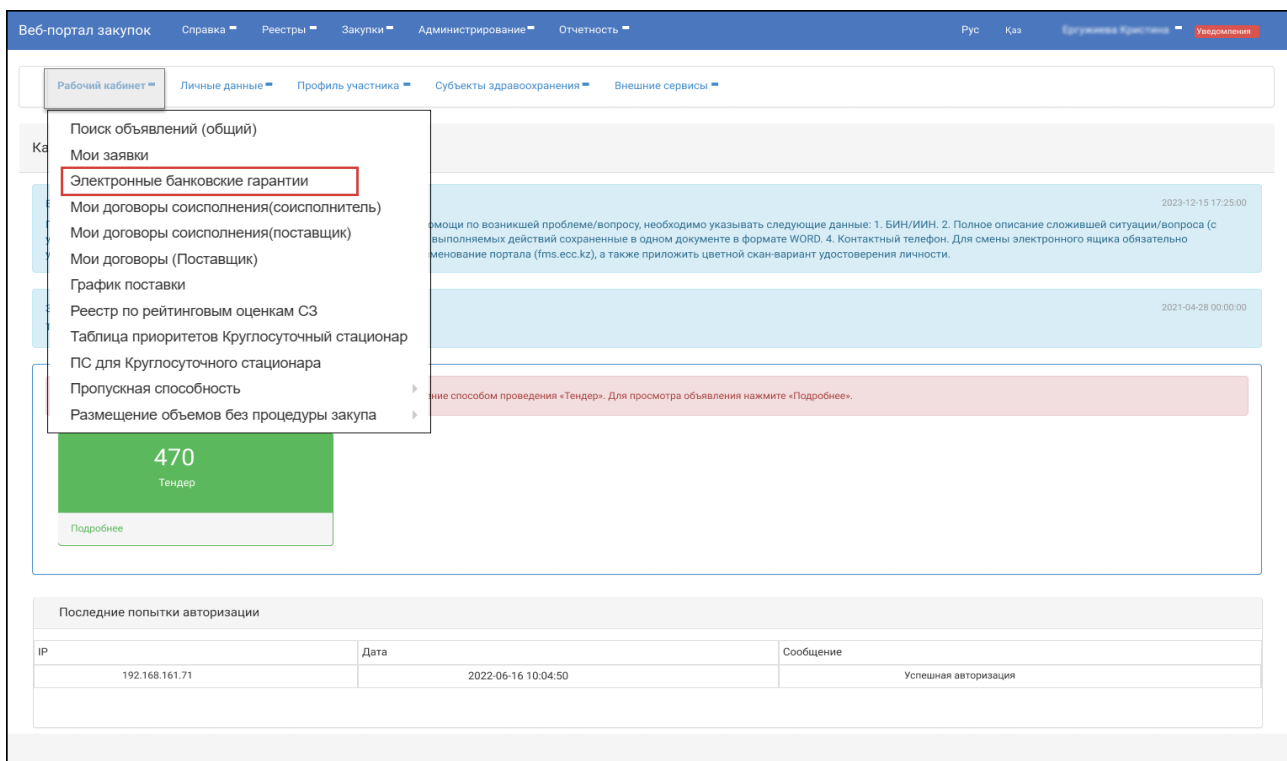 Веб-портал закупок Справка Реестры Закупки Администрирование Отчетность Рус Қаз Уведомления
Рабочий кабинет Личные данные Профиль участника Субъекты здравоохранения Внешние сервисы
Поиск объявлений (общий)
Ка
Мои заявки
Электронные банковские гарантии
2023-12-15 17:25:00
Мои договоры соисполнения(соисполнитель)
омощи по возникшей проблеме/вопросу, необходимо указывать следующие данные: 1. БИН/ИИН. 2. Полное описание сложившей ситуации/вопроса (с
Мои договоры соисполнения(поставщик)
выполняемых действий сохраненные в одном документе в формате WORD. 4. Контактный телефон. Для смены электронного ящика обязательно
Мои договоры (Поставщик)
менование портала (fms.ecc.kz), а также приложить цветной скан-вариант удостоверения личности.
График поставки
Реестр по рейтинговым оценкам СЗ
2021-04-28 00:00:00
Таблица приоритетов Круглосуточный стационар
ПС для Круглосуточного стационара
Пропускная способность
ние способом проведения «Тендер». Для просмотра объявления нажмите «Подробнее».
Размещение объемов без процедуры закупа
470
Тендер
Подробнее
Последние попытки авторизации
IP Дата Сообщение
192.168.161.71 2022-06-16 10:04:50 Успешная авторизация